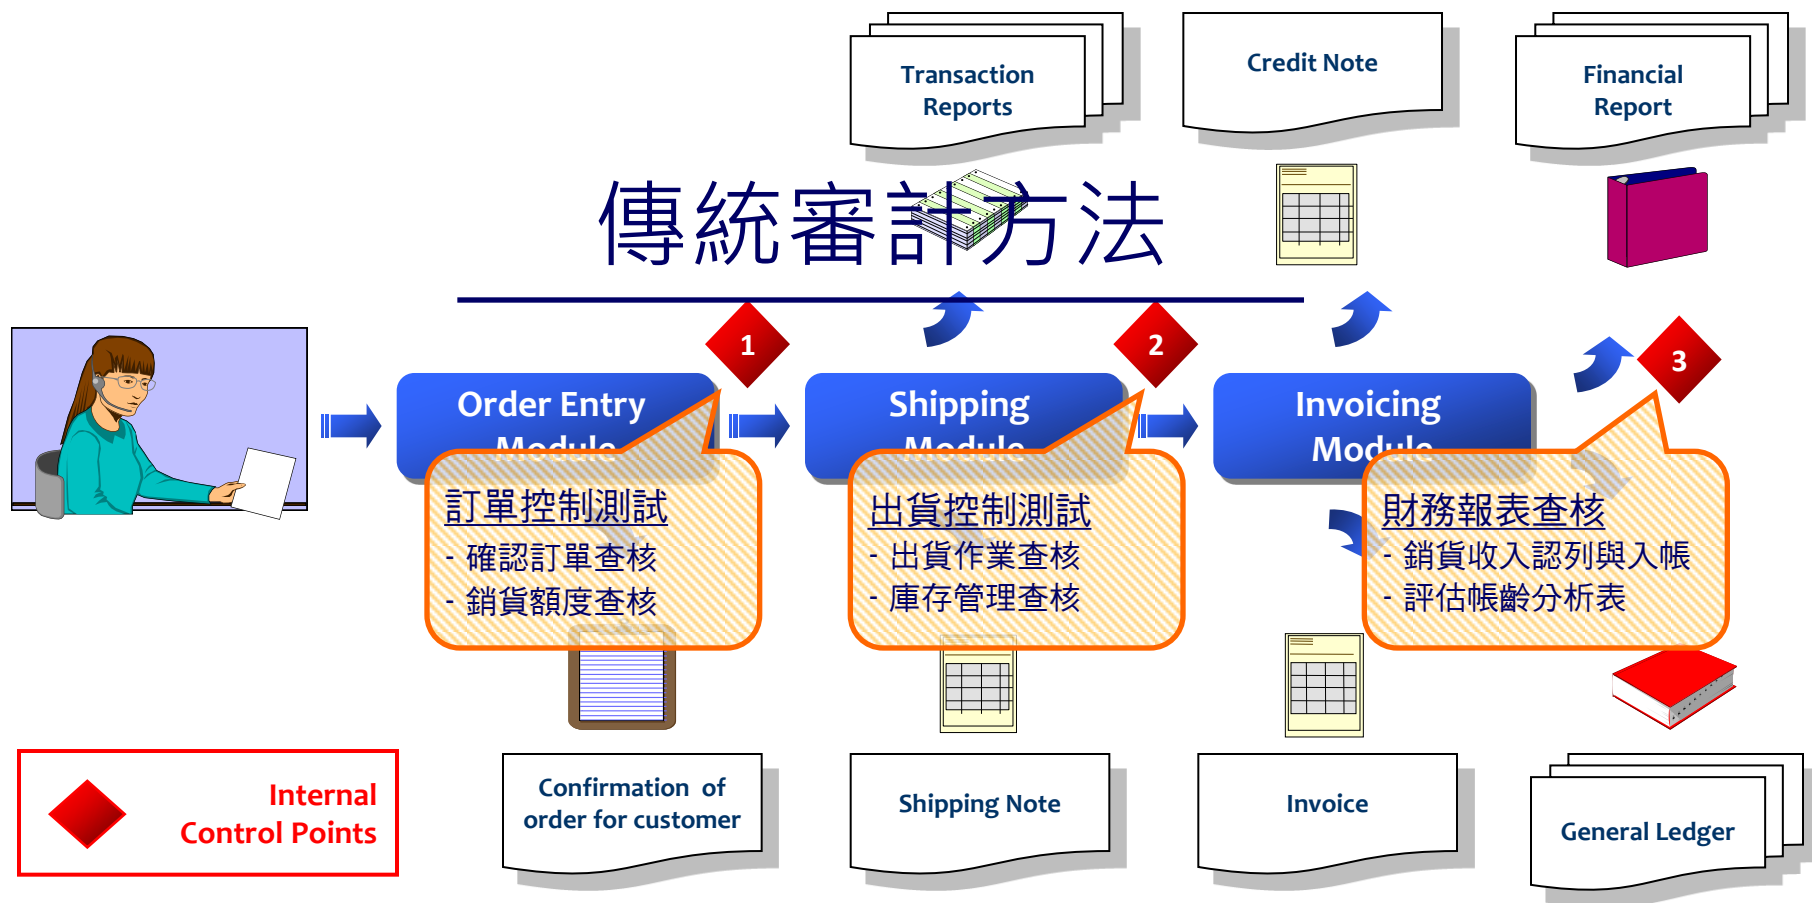 Transaction
Reports
Credit Note
Financial
Report
傳統審計方法
1
2
3
Order Entry
Module
Shipping
Module
Invoicing
Module
訂單控制測試
- 確認訂單查核
- 銷貨額度查核
出貨控制測試
- 出貨作業查核
- 庫存管理查核
財務報表查核
- 銷貨收入認列與入帳
- 評估帳齡分析表
Internal
Control Points
Confirmation of
order for customer
Shipping Note
Invoice
General Ledger